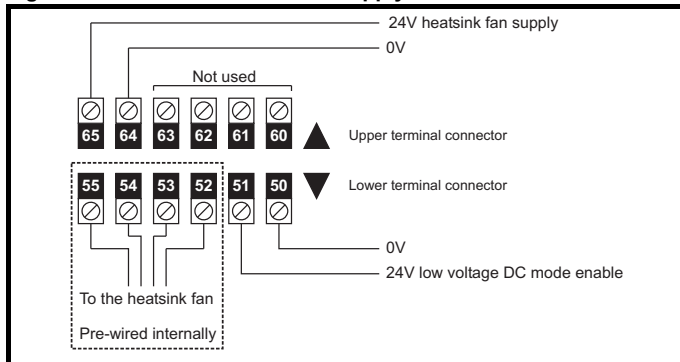 24V heatsink fan supply
0V
Not used
65 64 63 62 61 60
Upper terminal connector
55 54 53 52 51 50
Lower terminal connector
0V
24V low voltage DC mode enable
To the heatsink fan
Pre-wired internally